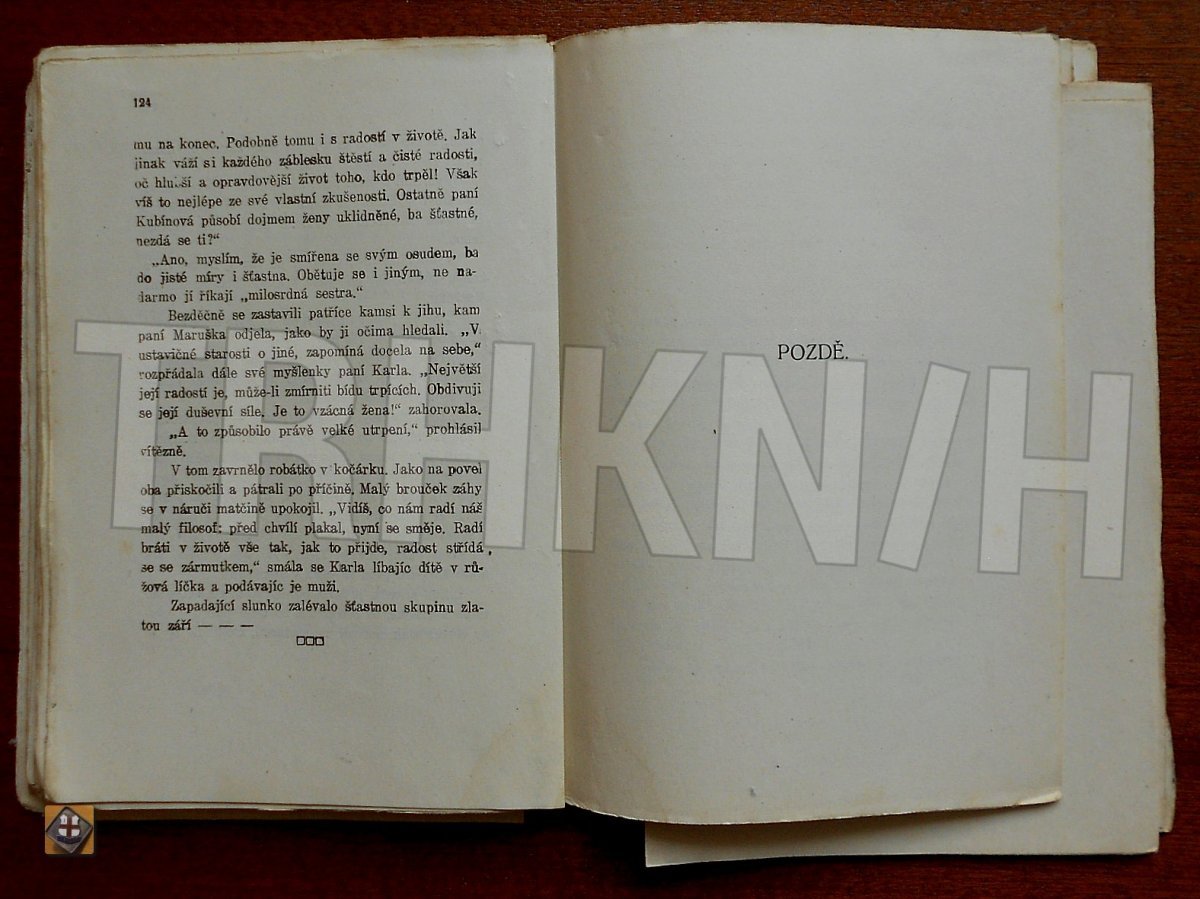 124
mu na konec. Podobně tomu i s radostí v životě. Jak
jinak váží si každého záblesku štěstí a čisté radosti,
oč hlubší a opravdovější život toho, kdo trpěl! Však
víš to nejlépe ze své vlastní zkušenosti. Ostatně paní
Kubínová působí dojmem ženy uklidněné, ba šťastné,
nezdá se ti?“
„Ano, myslím, že je smířena se svým osudem, ba
do jisté míry i šťastna. Obětuje se i jiným, ne na-
darmo jí říkají „milosrdná sestra.“
Bezděčně se zastavili patříce kamsi k jihu, kam
paní Maruška odjela, jako by ji očima hledali. „V
ustavičné starosti o jiné, zapomíná docela na sebe,“
rozpřádala dále své myšlenky paní Karla. „Největší
její radostí je, může-li zmírniti bídu trpících. Obdivuji
se její duševní síle. Je to vzácná žena!“ zahorovala.
„A to způsobilo právě velké utrpení,“ prohlásil
vítězně.
V tom zavrnělo robátko v kočárku. Jako na povel
oba přiskočili a pátrali po příčině. Malý brouček záhy
se v náruči matčině upokojil. „Vidíš, co nám radí náš
malý filosof: před chvílí plakal, nyní se směje. Radí
bráti v životě vše tak, jak to přijde, radost střídá,
se se zármutkem,“ smála se Karla líbajíc dítě v rů-
žová líčka a podávajíc je muži.
Zapadající slunko zalévalo šťastnou skupinu zla-
tou září — — —
POZDĚ.
TRHKN/H